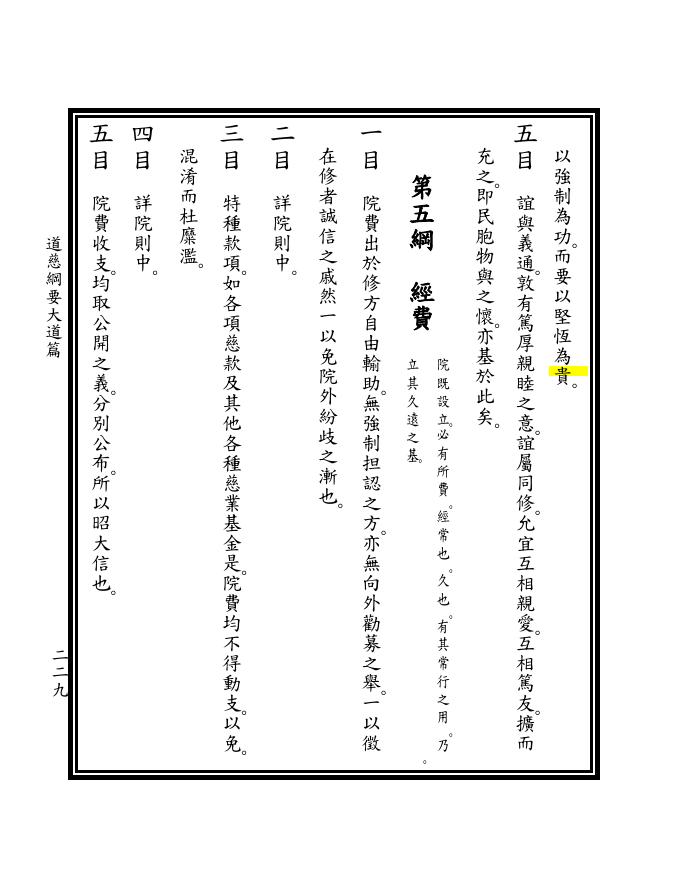 以強制為功。而要以堅恆為貴。
五目 誼與義通。敦有篤厚親睦之意。誼屬同修。允宜互相親愛。互相篤友。擴而
充之。即民胞物與之懷。亦基於此矣。
第五綱 經費
院既設立。必有所費。經常也。久也。有其常行之用。乃。
立其久遠之基。
一目 院費出於修方自由輸助。無強制担認之方。亦無向外勸募之舉。一以徵
在修者誠信之戚然一以免院外紛歧之漸也。
二目 詳院則中。
三目 特種款項。如各項慈款及其他各種慈業基金是。院費均不得動支。以免。
混淆而杜糜濫。
四目 詳院則中。
五目 院費收支。均取公開之義。分別公布。所以昭大信也。
道慈綱要大道篇
二二九